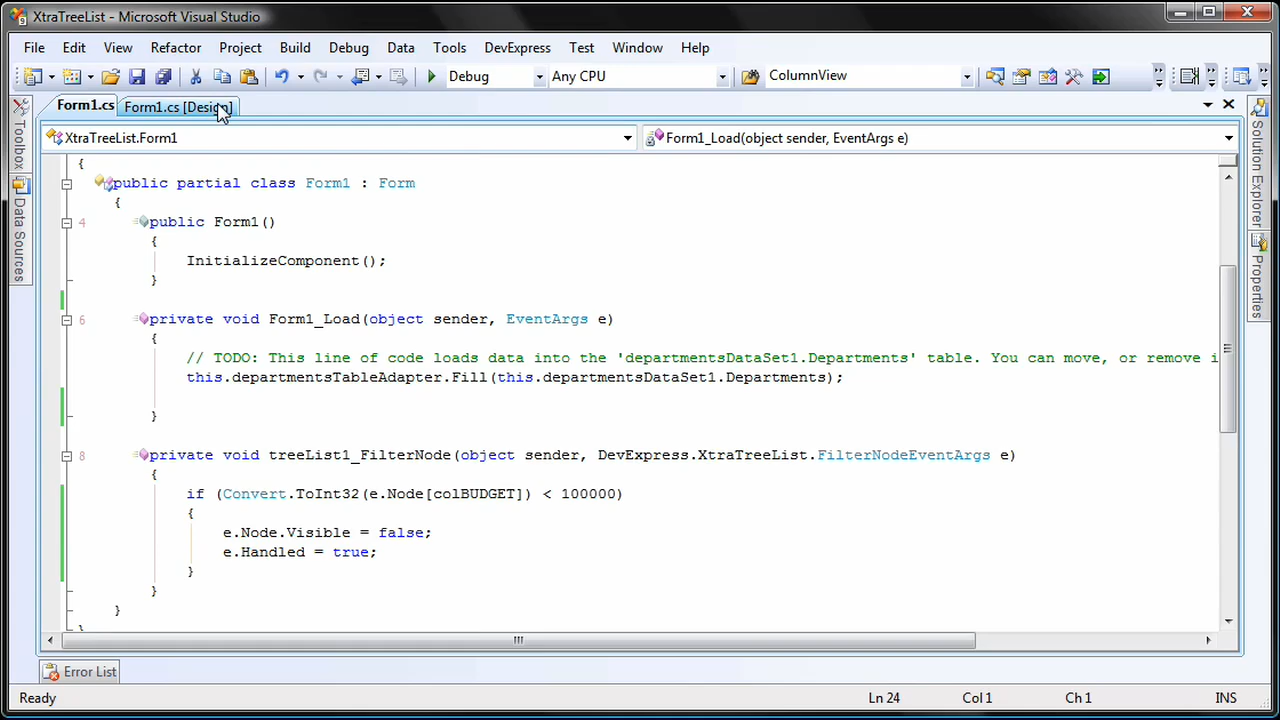 XtraTreeList - Microsoft Visual Studio
File Edit View Refactor Project Build Debug Data Tools DevExpress Test Window Help
Debug Any CPU ColumnView
Form1.cs Form1.cs [Design]
XtraTreeList.Form1 Form1_Load(object sender, EventArgs e)
Toolbox
Data Sources
Solution Explorer
Properties
{
public partial class Form1 : Form
{
4 public Form1()
{
InitializeComponent();
}
6 private void Form1_Load(object sender, EventArgs e)
{
// TODO: This line of code loads data into the 'departmentsDataSet1.Departments' table. You can move, or remove i
this.departmentsTableAdapter.Fill(this.departmentsDataSet1.Departments);
}
8 private void treeList1_FilterNode(object sender, DevExpress.XtraTreeList.FilterNodeEventArgs e)
{
if (Convert.ToInt32(e.Node[colBUDGET]) < 100000)
{
e.Node.Visible = false;
e.Handled = true;
}
}
}
}
Error List
Ready Ln 24 Col 1 Ch 1 INS